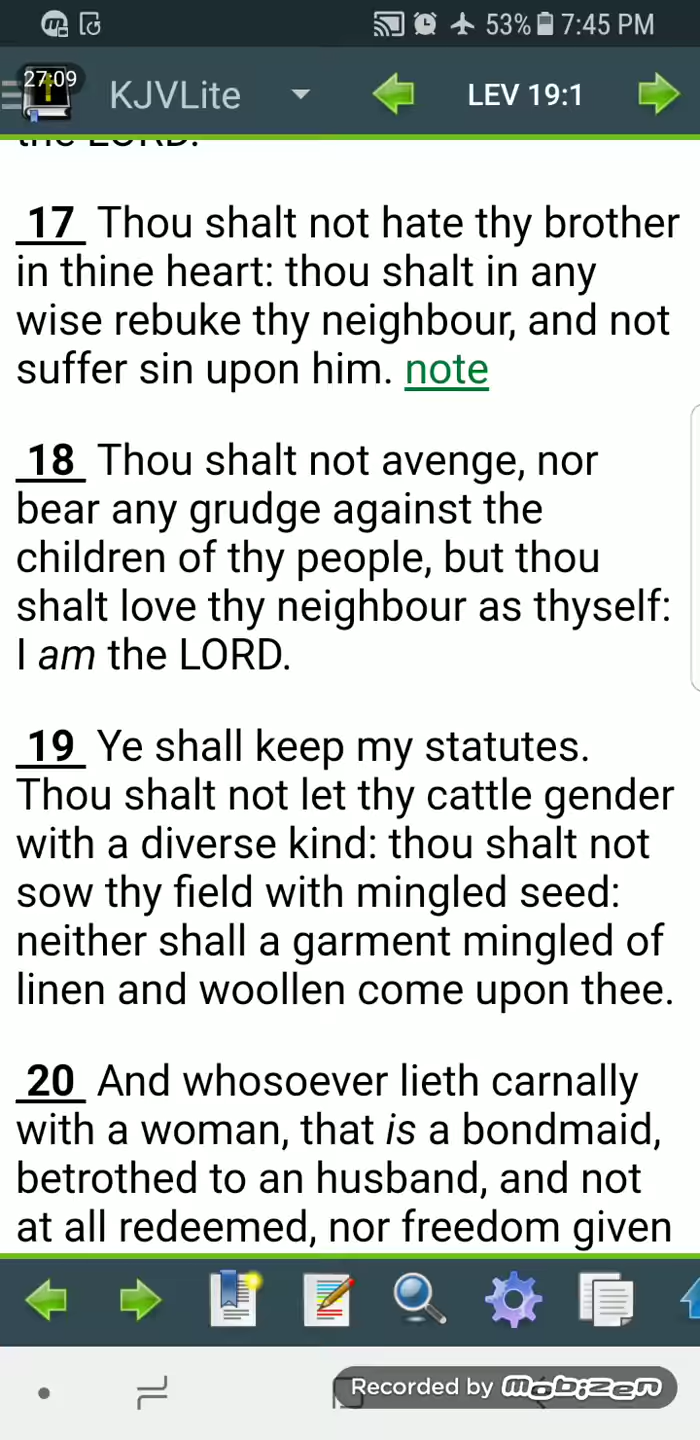 53% 7:45 PM
27:09 KJVLite LEV 19:1
the LORD.
17 Thou shalt not hate thy brother
in thine heart: thou shalt in any
wise rebuke thy neighbour, and not
suffer sin upon him. note
18 Thou shalt not avenge, nor
bear any grudge against the
children of thy people, but thou
shalt love thy neighbour as thyself:
I am the LORD.
19 Ye shall keep my statutes.
Thou shalt not let thy cattle gender
with a diverse kind: thou shalt not
sow thy field with mingled seed:
neither shall a garment mingled of
linen and woollen come upon thee.
20 And whosoever lieth carnally
with a woman, that is a bondmaid,
betrothed to an husband, and not
at all redeemed, nor freedom given
Recorded by mobizen